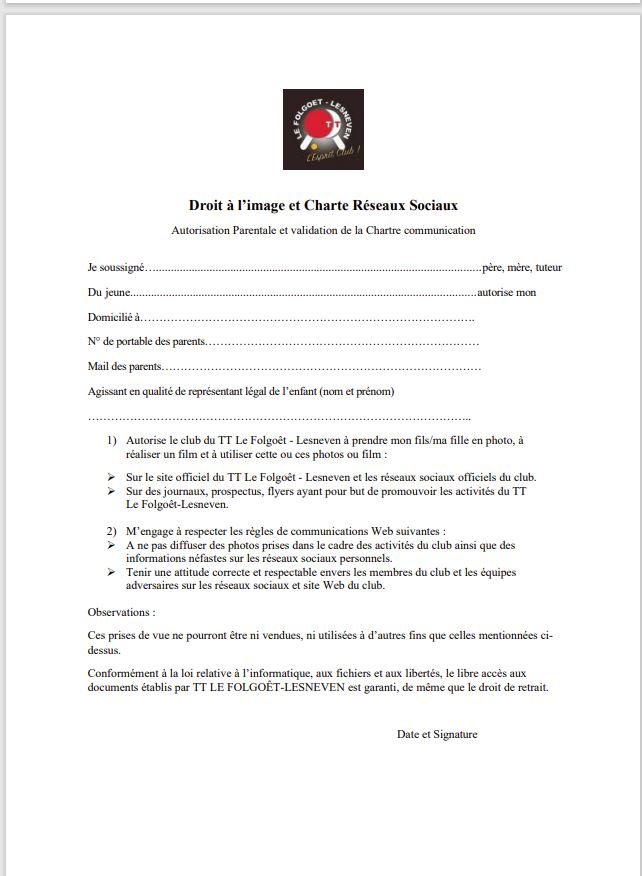 LE FOLGOET - LESNEVEN
TT
L'Esprit Club !
Droit à l'image et Charte Réseaux Sociaux
Autorisation Parentale et validation de la Chartre communication
Je soussigné…...............................................................................................................père, mère, tuteur
Du jeune.....................................................................................................................autorise mon
Domicilié à……………………………………………………………………….
N° de portable des parents………………………………………………………………
Mail des parents…………………………………………………………………………
Agissant en qualité de représentant légal de l'enfant (nom et prénom)
……………………………………………………………………………………..
1) Autorise le club du TT Le Folgoêt - Lesneven à prendre mon fils/ma fille en photo, à
réaliser un film et à utiliser cette ou ces photos ou film :
➢ Sur le site officiel du TT Le Folgoêt - Lesneven et les réseaux sociaux officiels du club.
➢ Sur des journaux, prospectus, flyers ayant pour but de promouvoir les activités du TT
Le Folgoêt-Lesneven.
2) M'engage à respecter les règles de communications Web suivantes :
➢ A ne pas diffuser des photos prises dans le cadre des activités du club ainsi que des
informations néfastes sur les réseaux sociaux personnels.
➢ Tenir une attitude correcte et respectable envers les membres du club et les équipes
adversaires sur les réseaux sociaux et site Web du club.
Observations :
Ces prises de vue ne pourront être ni vendues, ni utilisées à d'autres fins que celles mentionnées ci-
dessus.
Conformément à la loi relative à l'informatique, aux fichiers et aux libertés, le libre accès aux
documents établis par TT LE FOLGOÊT-LESNEVEN est garanti, de même que le droit de retrait.
Date et Signature